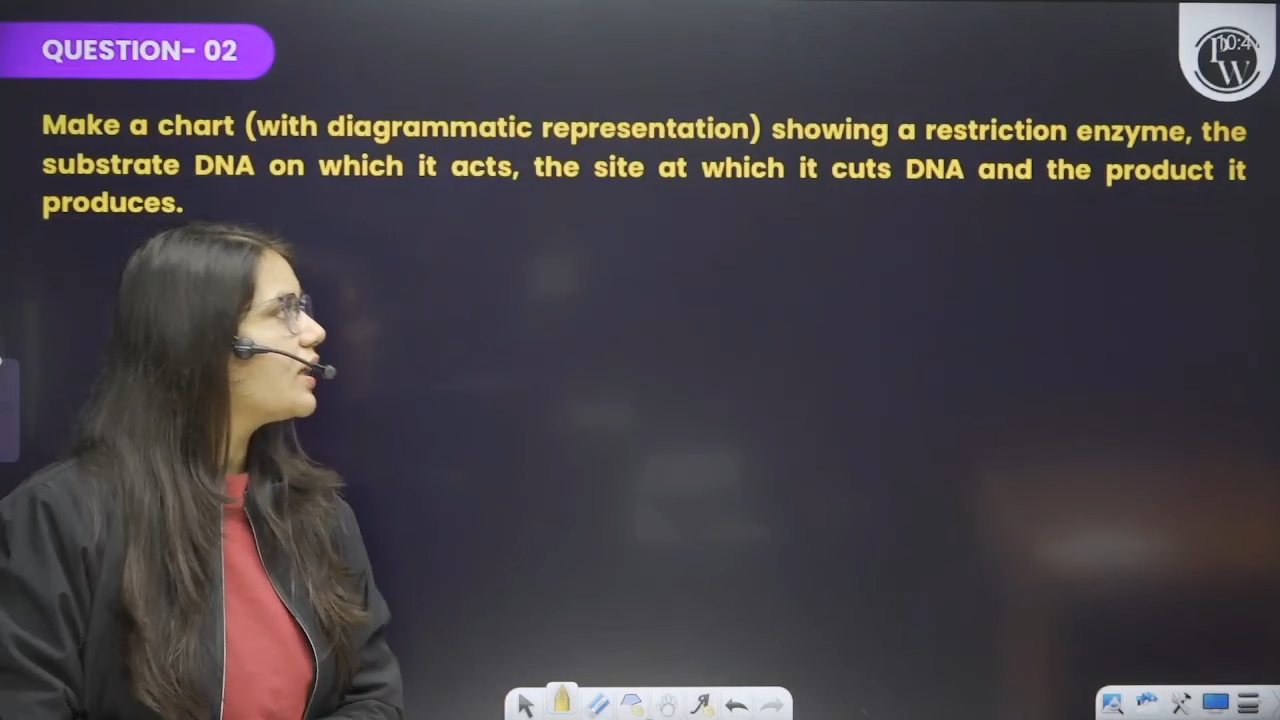 QUESTION- 02
Make a chart (with diagrammatic representation) showing a restriction enzyme, the
substrate DNA on which it acts, the site at which it cuts DNA and the product it
produces.
PW